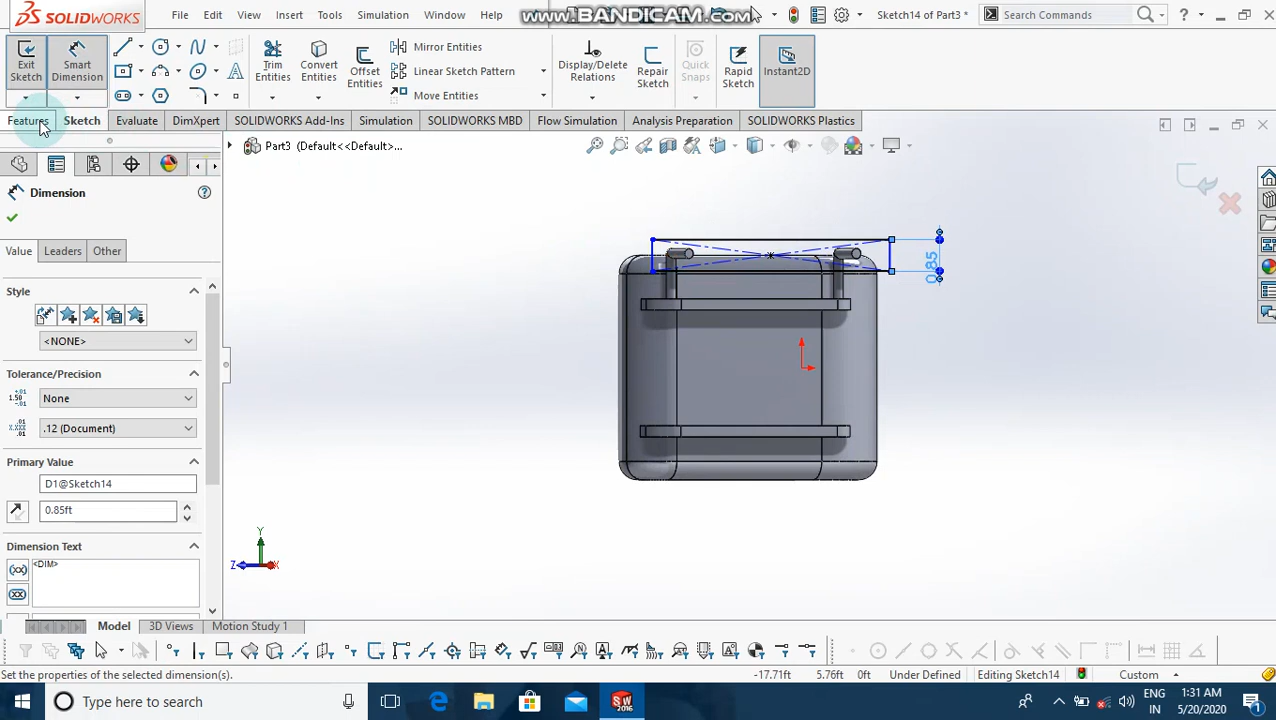 SOLIDWORKS File Edit View Insert Tools Simulation Window Help www.BANDICAM.com Sketch14 of Part3 * Search Commands ?
Exit Sketch Smart Dimension Trim Entities Convert Entities Offset Entities Mirror Entities Linear Sketch Pattern Move Entities Display/Delete Relations Repair Sketch Quick Snaps Rapid Sketch Instant2D
Features Sketch Evaluate DimXpert SOLIDWORKS Add-Ins Simulation SOLIDWORKS MBD Flow Simulation Analysis Preparation SOLIDWORKS Plastics
Part3 (Default<<Default>...
Dimension
Value Leaders Other
Style
<NONE>
Tolerance/Precision
None
.12 (Document)
Primary Value
D1@Sketch14
0.85ft
Dimension Text
<DIM>
0.85
Y
Z X
Model 3D Views Motion Study 1
Set the properties of the selected dimension(s). -17.71ft 5.76ft 0ft Under Defined Editing Sketch14 Custom
Type here to search
ENG
IN
1:31 AM
5/20/2020